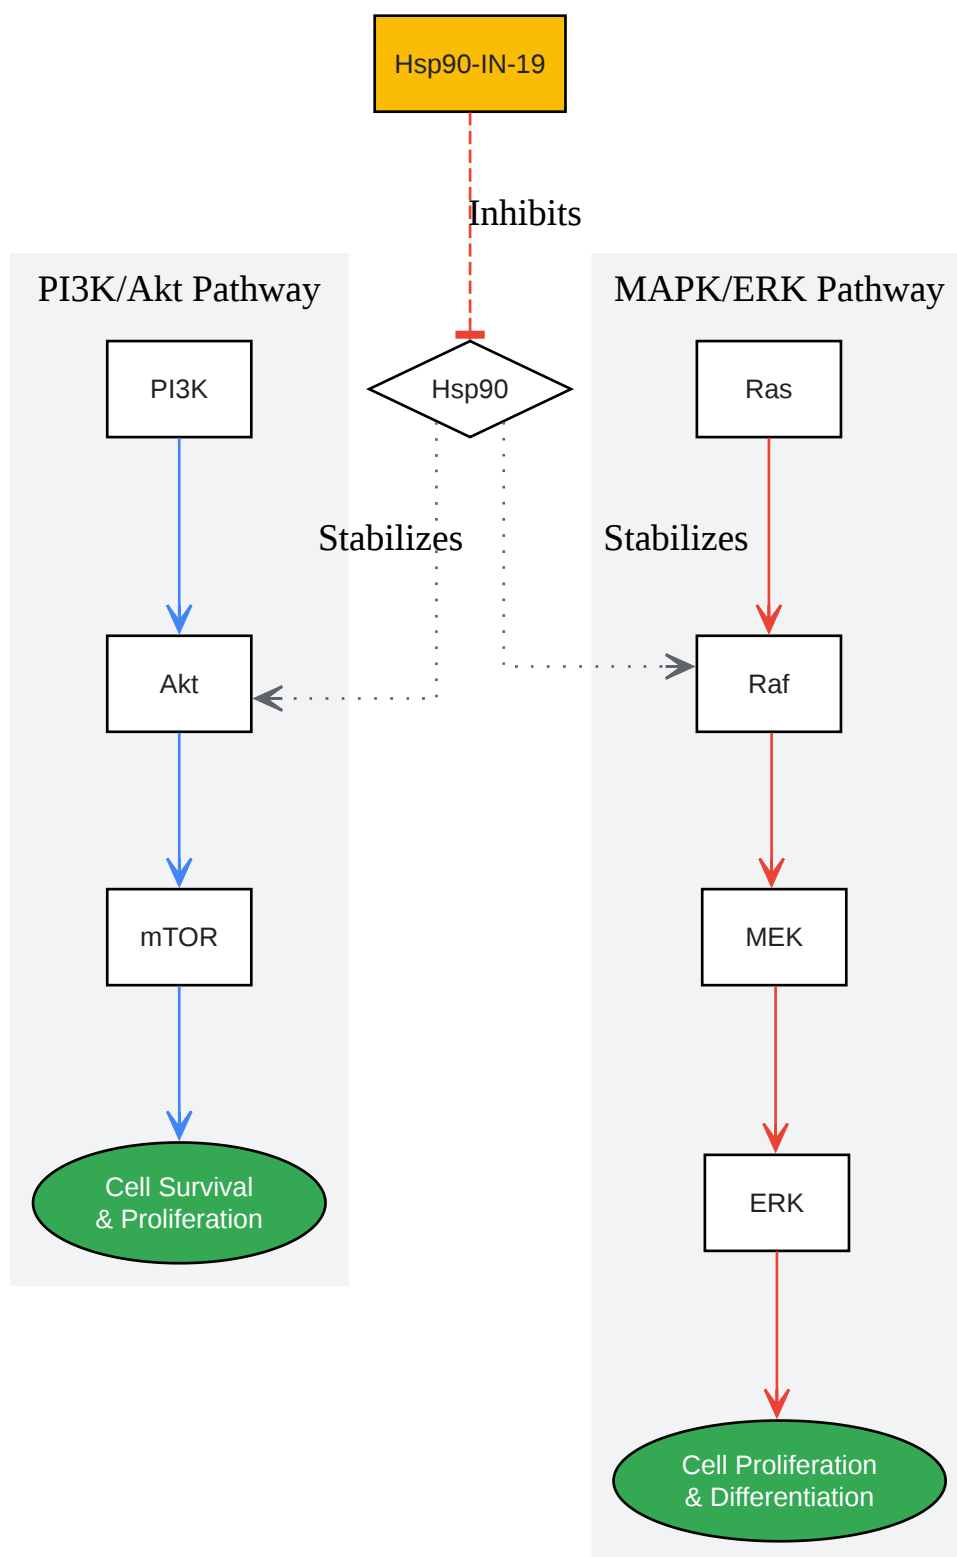 Hsp90-IN-19
Inhibits
PI3K/Akt Pathway
MAPK/ERK Pathway
PI3K
Hsp90
Ras
Stabilizes
Stabilizes
Akt
Raf
mTOR
MEK
Cell Survival
& Proliferation
ERK
Cell Proliferation
& Differentiation